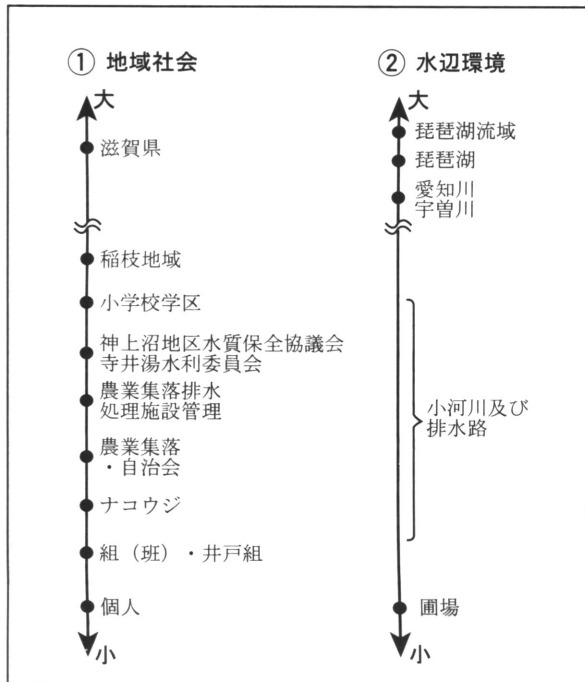 ① 地域社会
大
滋賀県
稲枝地域
小学校学区
神上沼地区水質保全協議会
寺井湯水利委員会
農業集落排水
処理施設管理
農業集落
・自治会
ナコウジ
組（班）・井戸組
個人
小
② 水辺環境
大
琵琶湖流域
琵琶湖
愛知川
宇曽川
小河川及び
排水路
圃場
小